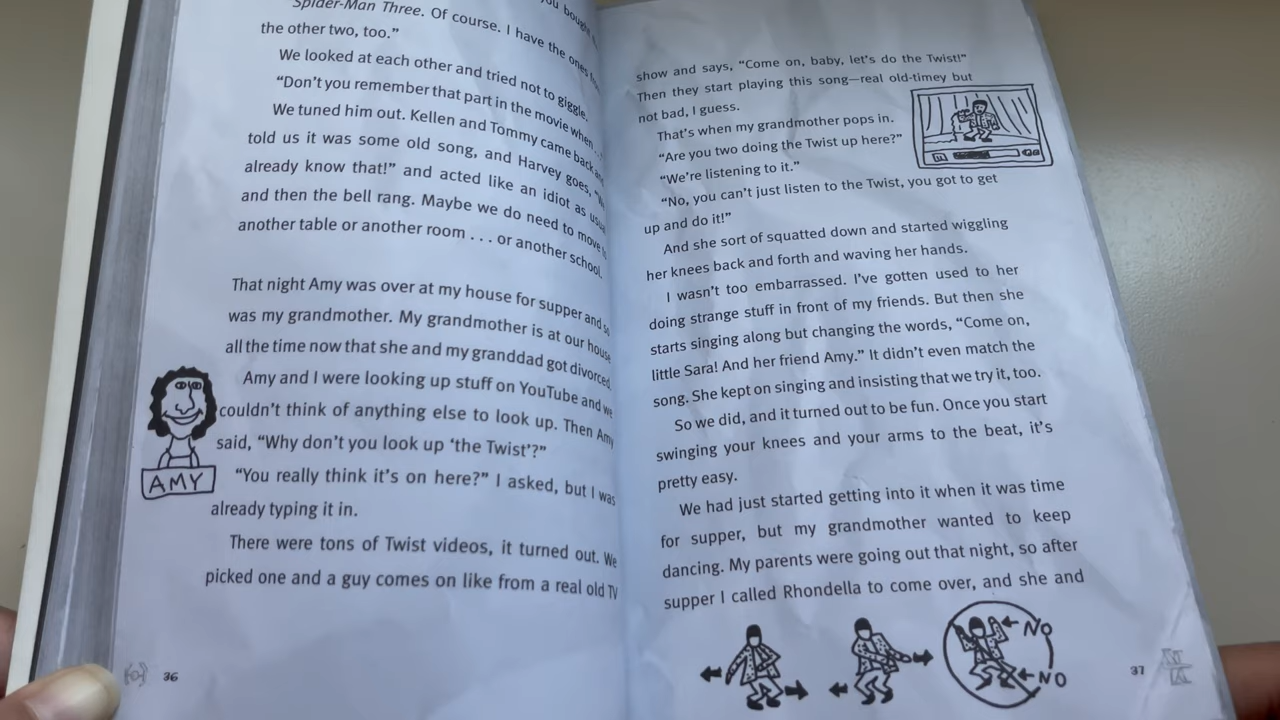 you bought
Spider-Man Three. Of course. I have the ones
the other two, too.”
We looked at each other and tried not to giggle.
“Don’t you remember that part in the movie when . .
We tuned him out. Kellen and Tommy came back
told us it was some old song, and Harvey goes,
already know that!” and acted like an idiot as
and then the bell rang. Maybe we do need to move
another table or another room . . . or another school.
That night Amy was over at my house for supper and
was my grandmother. My grandmother is at our house
all the time now that she and my granddad got divorced.
Amy and I were looking up stuff on YouTube and we
couldn’t think of anything else to look up. Then Amy
said, “Why don’t you look up ‘the Twist’?”
“You really think it’s on here?” I asked, but I was
already typing it in.
There were tons of Twist videos, it turned out. We
picked one and a guy comes on like from a real old TV
AMY
36
show and says, “Come on, baby, let’s do the Twist!”
Then they start playing this song—real old-timey but
not bad, I guess.
That’s when my grandmother pops in.
“Are you two doing the Twist up here?”
“We’re listening to it.”
“No, you can’t just listen to the Twist, you got to get
up and do it!”
And she sort of squatted down and started wiggling
her knees back and forth and waving her hands.
I wasn’t too embarrassed. I’ve gotten used to her
doing strange stuff in front of my friends. But then she
starts singing along but changing the words, “Come on,
little Sara! And her friend Amy.” It didn’t even match the
song. She kept on singing and insisting that we try it, too.
So we did, and it turned out to be fun. Once you start
swinging your knees and your arms to the beat, it’s
pretty easy.
We had just started getting into it when it was time
for supper, but my grandmother wanted to keep
dancing. My parents were going out that night, so after
supper I called Rhondella to come over, and she and
NO
NO
37